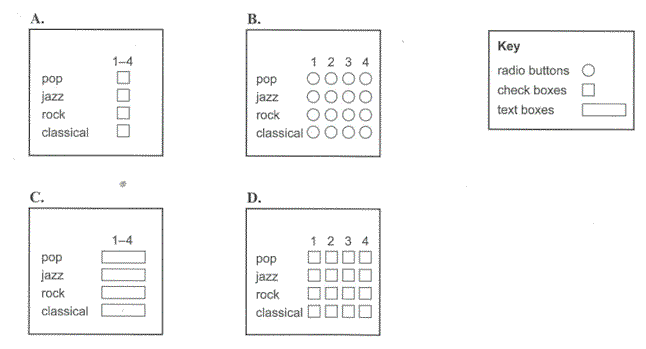 A.
1–4
pop
jazz
rock
classical
B.
1 2 3 4
pop
jazz
rock
classical
Key
radio buttons
check boxes
text boxes
C.
1–4
pop
jazz
rock
classical
D.
1 2 3 4
pop
jazz
rock
classical